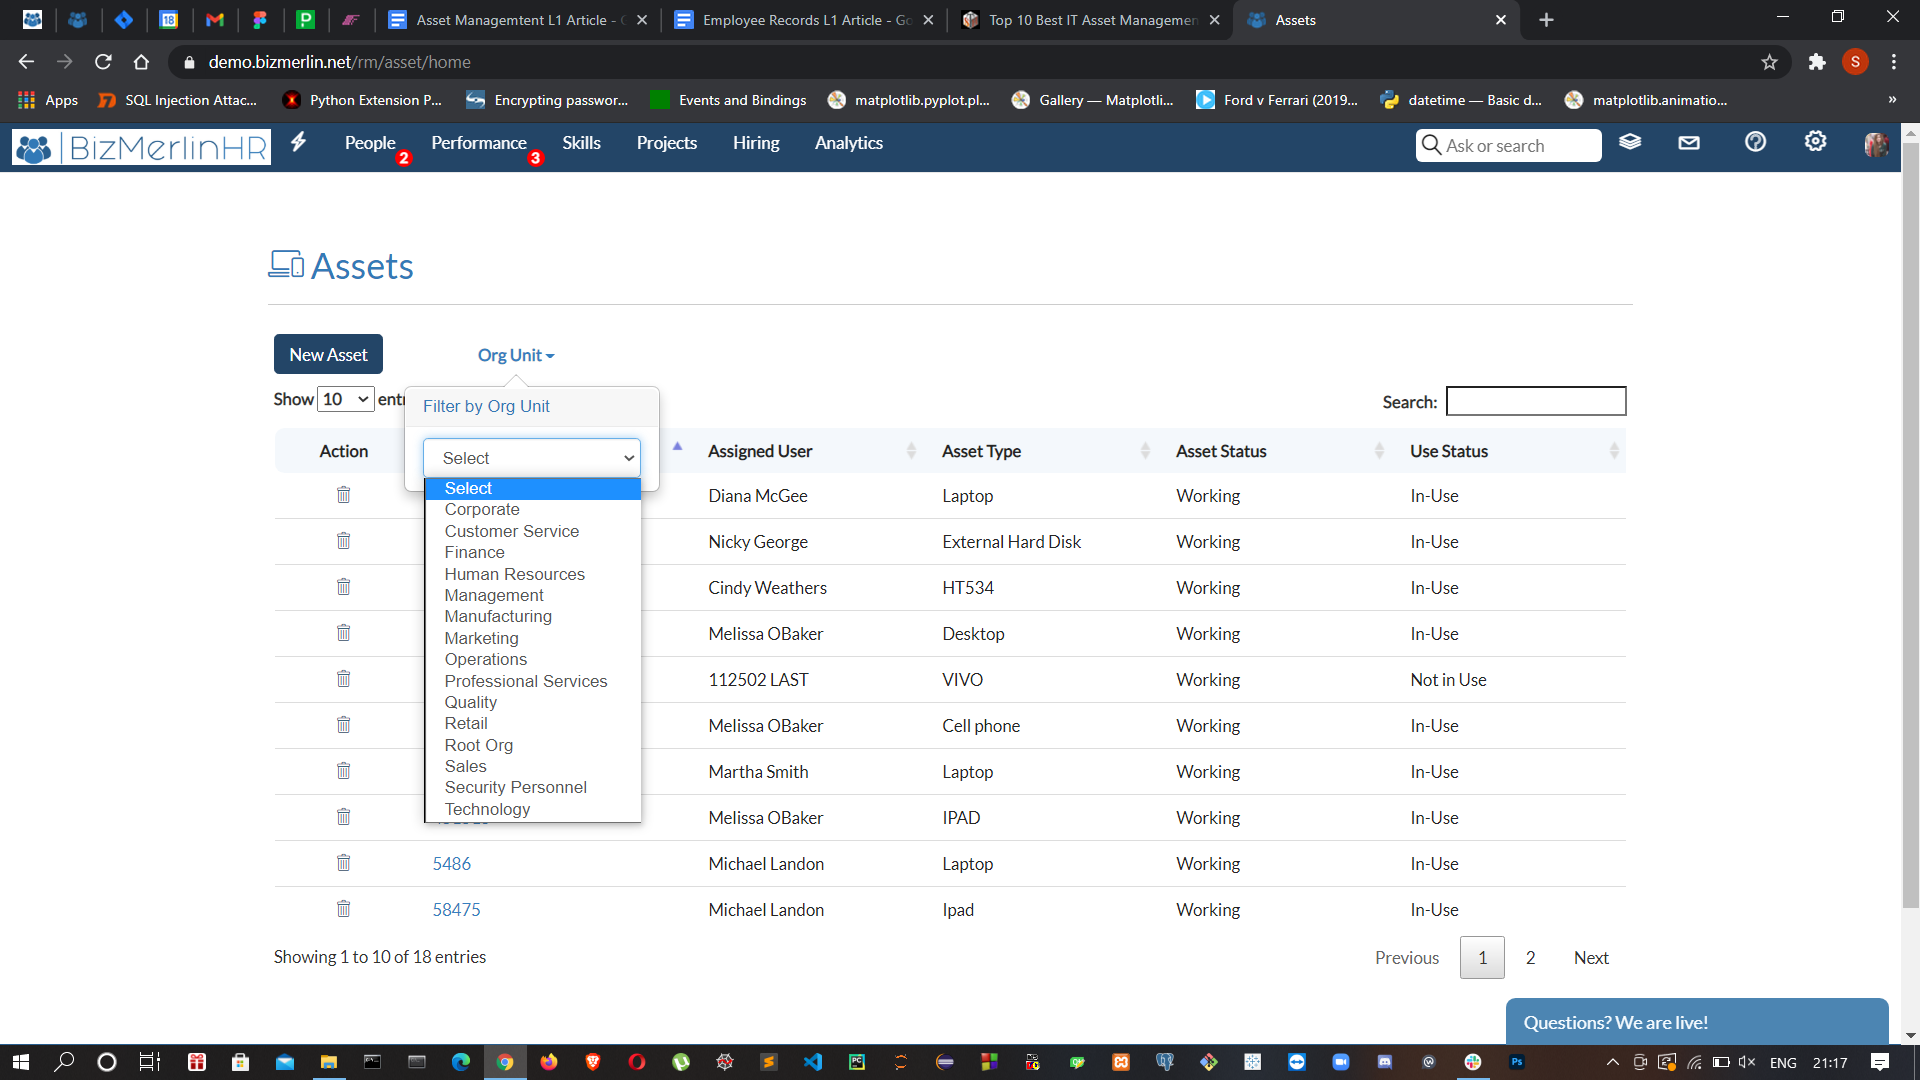 Asset Managemtent L1 Article - G
Employee Records L1 Article - Go
Top 10 Best IT Asset Managemen
Assets
demo.bizmerlin.net/rm/asset/home
S
Apps
SQL Injection Attac...
Python Extension P...
Encrypting passwor...
Events and Bindings
matplotlib.pyplot.pl...
Gallery — Matplotli...
Ford v Ferrari (2019...
datetime — Basic d...
matplotlib.animatio...
»
BizMerlinHR
People 2
Performance 3
Skills
Projects
Hiring
Analytics
Ask or search
Assets
New Asset
Org Unit
Show 10 entr
Search:
Filter by Org Unit
Select
Action
Assigned User
Asset Type
Asset Status
Use Status
Select
Corporate
Customer Service
Finance
Human Resources
Management
Manufacturing
Marketing
Operations
Professional Services
Quality
Retail
Root Org
Sales
Security Personnel
Technology
Diana McGee Laptop Working In-Use
Nicky George External Hard Disk Working In-Use
Cindy Weathers HT534 Working In-Use
Melissa OBaker Desktop Working In-Use
112502 LAST VIVO Working Not in Use
Melissa OBaker Cell phone Working In-Use
Martha Smith Laptop Working In-Use
Melissa OBaker IPAD Working In-Use
5486 Michael Landon Laptop Working In-Use
58475 Michael Landon Ipad Working In-Use
Showing 1 to 10 of 18 entries
Previous 1 2 Next
Questions? We are live!
ENG 21:17